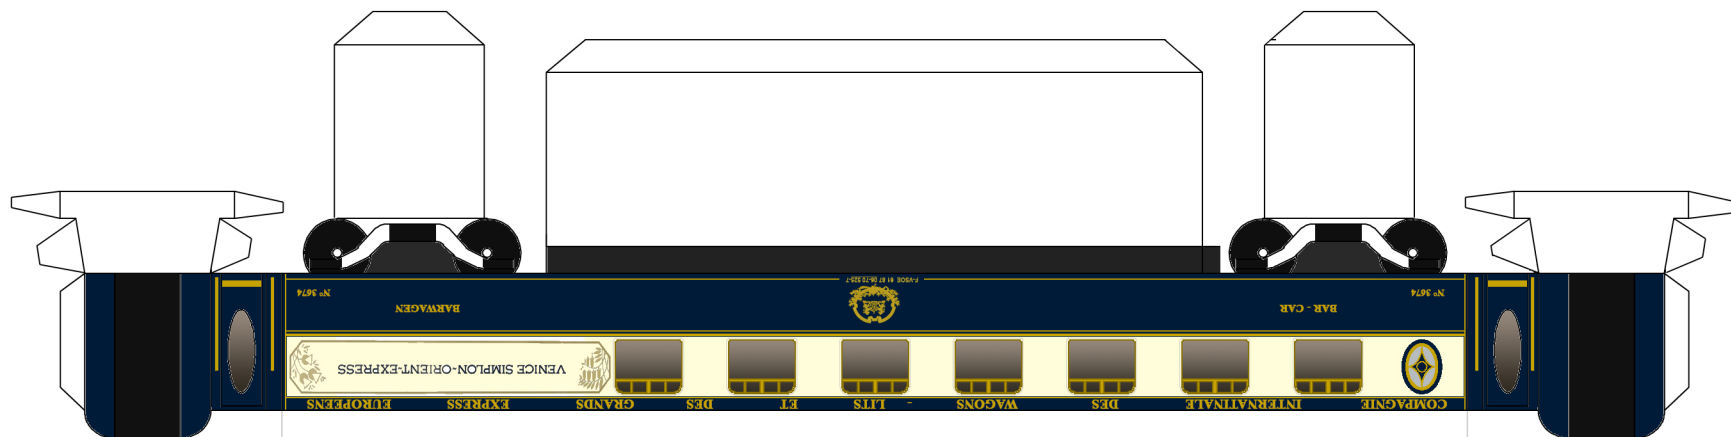 COMPAGNIE INTERNATINALE DES WAGONS - LITS ET DES GRANDS EXPRESS EUROPEENS
VENICE SIMPLON-ORIENT-EXPRESS
BAR - CAR
BARWAGEN
Nº 3674
Nº 3674